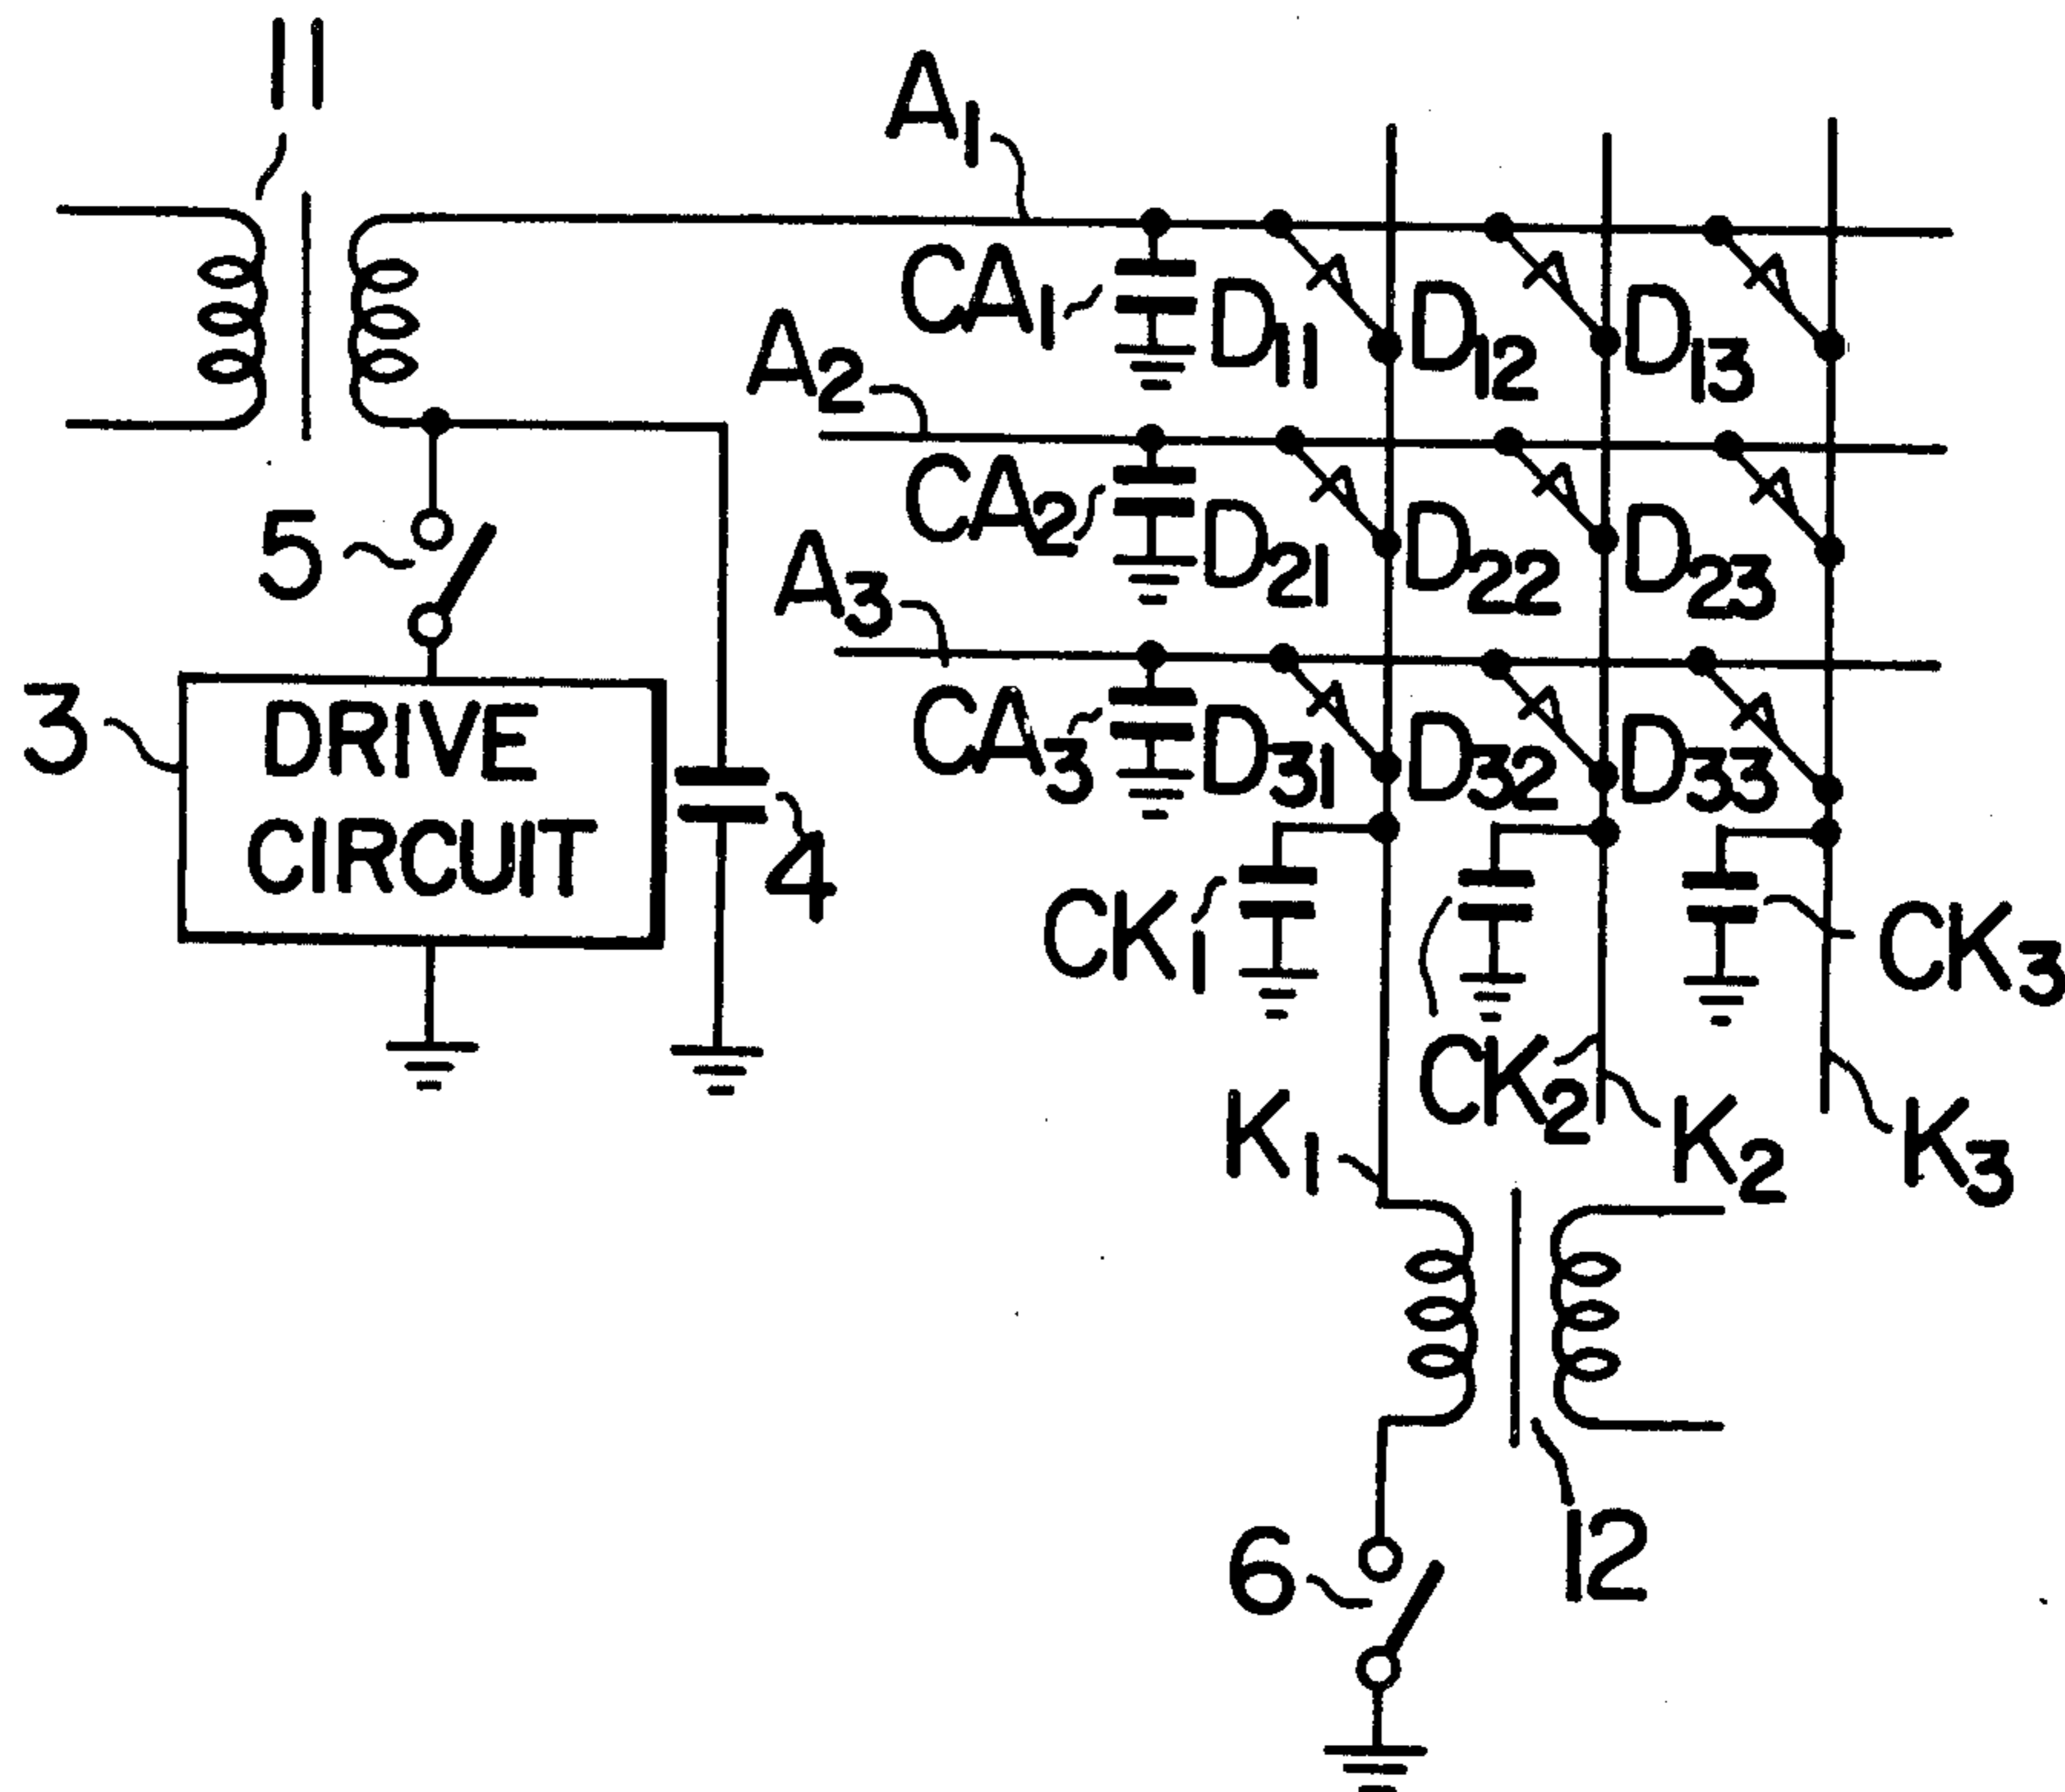 11
A1
CA1
D11
D12
D13
A2
CA2
D21
D22
D23
5
A3
CA3
D31
D32
D33
3
DRIVE
CIRCUIT
4
CK1
CK2
CK3
K1
K2
K3
6
12